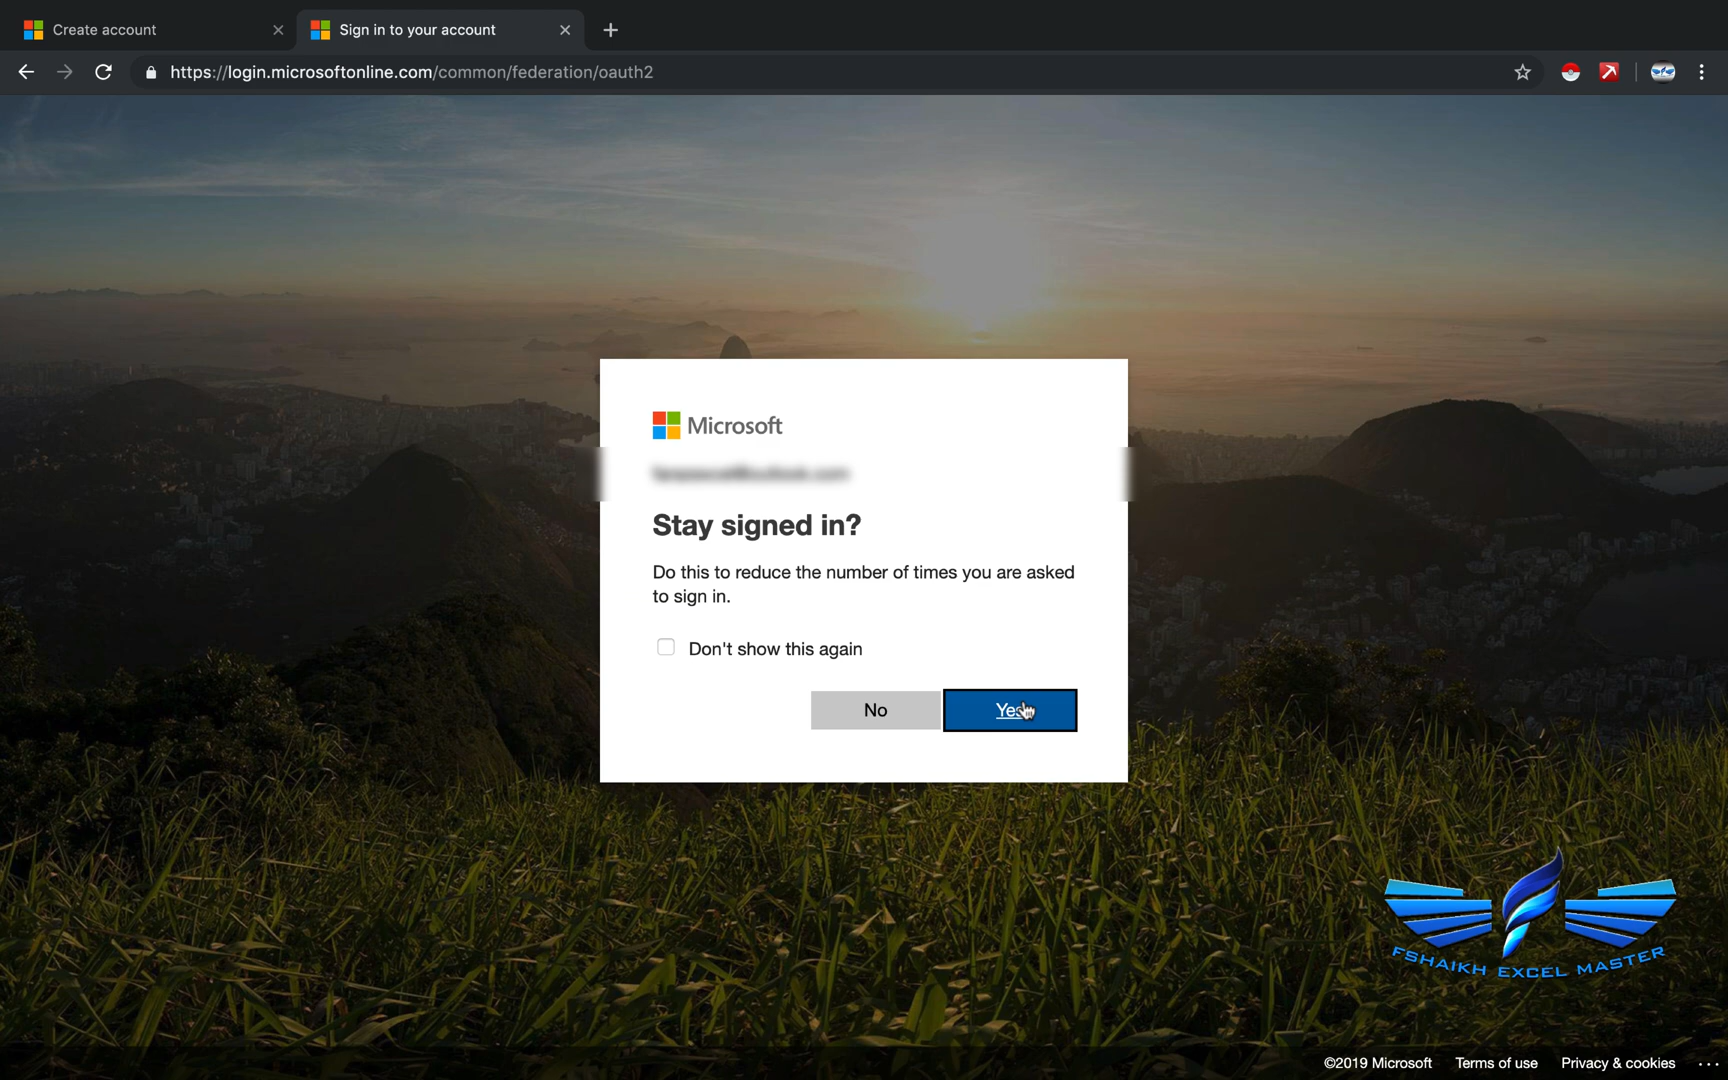 Create account
Sign in to your account
https://login.microsoftonline.com/common/federation/oauth2
Microsoft
Stay signed in?
Do this to reduce the number of times you are asked
to sign in.
Don't show this again
No
Yes
FSHAIKH EXCEL MASTER
©2019 Microsoft Terms of use Privacy & cookies ...